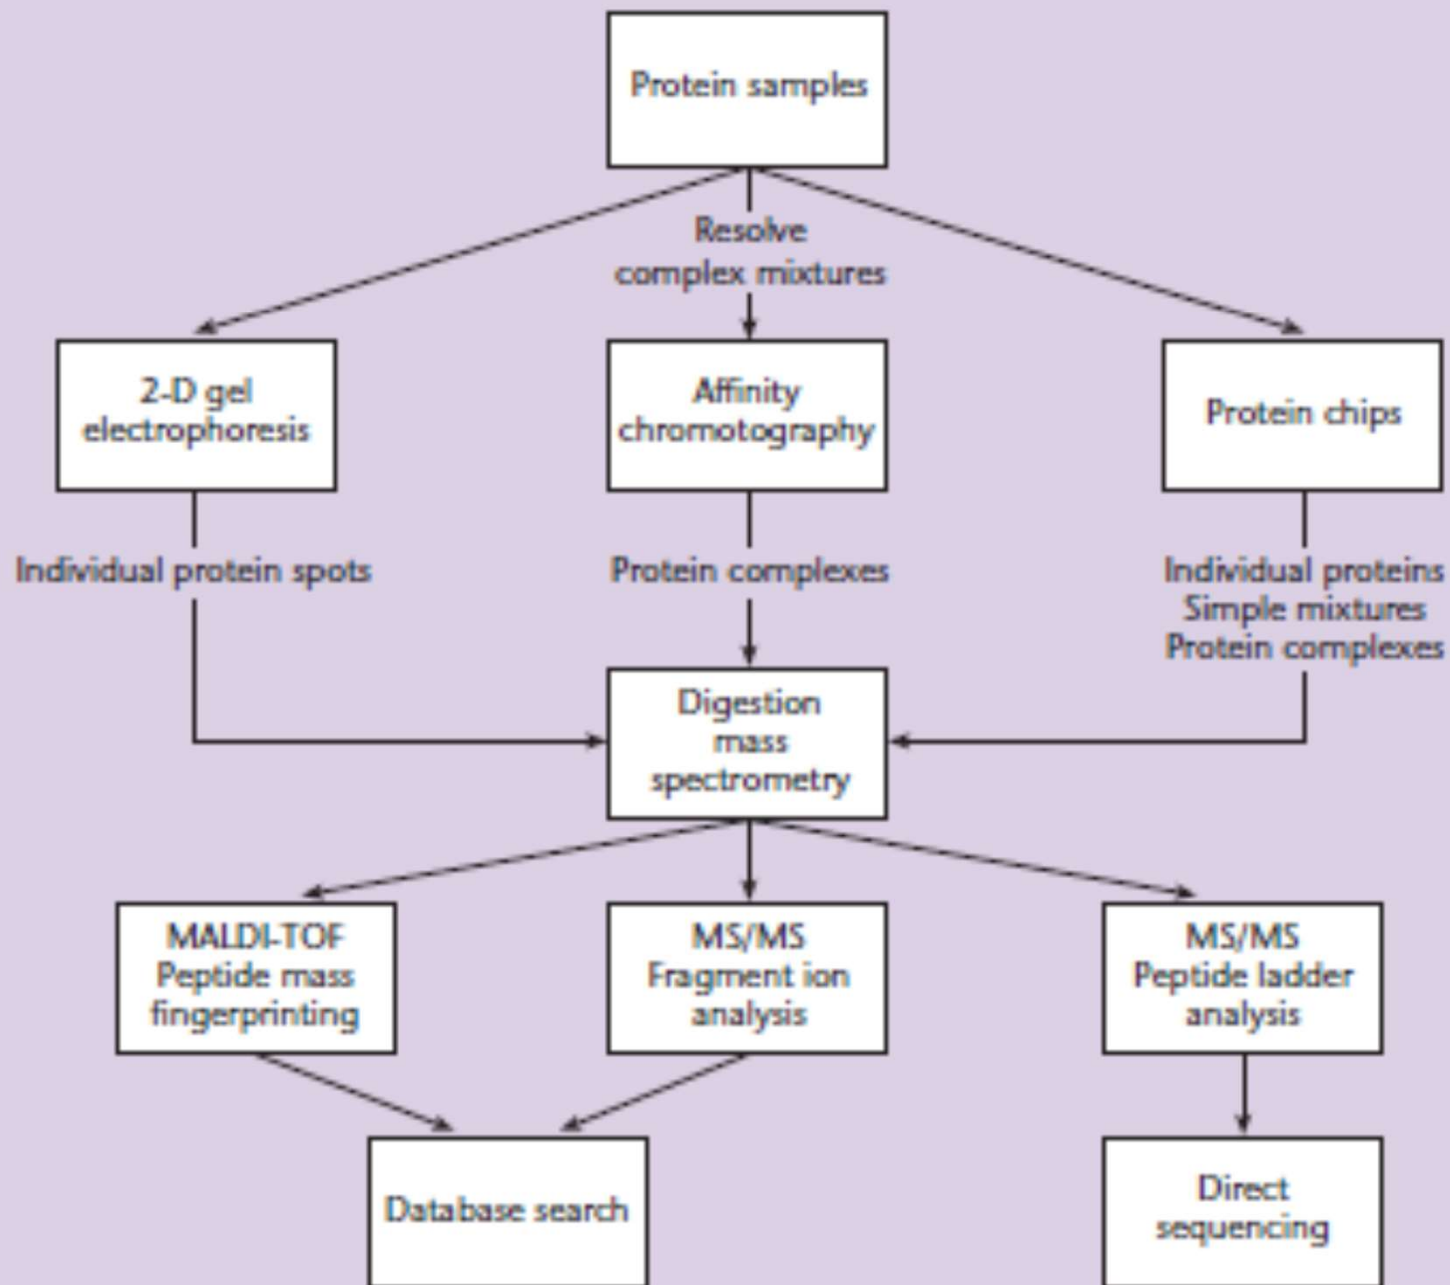 Protein samples
Resolve
complex mixtures
2-D gel
electrophoresis
Affinity
chromotography
Protein chips
Individual protein spots
Protein complexes
Individual proteins
Simple mixtures
Protein complexes
Digestion
mass
spectrometry
MALDI-TOF
Peptide mass
fingerprinting
MS/MS
Fragment ion
analysis
MS/MS
Peptide ladder
analysis
Database search
Direct
sequencing